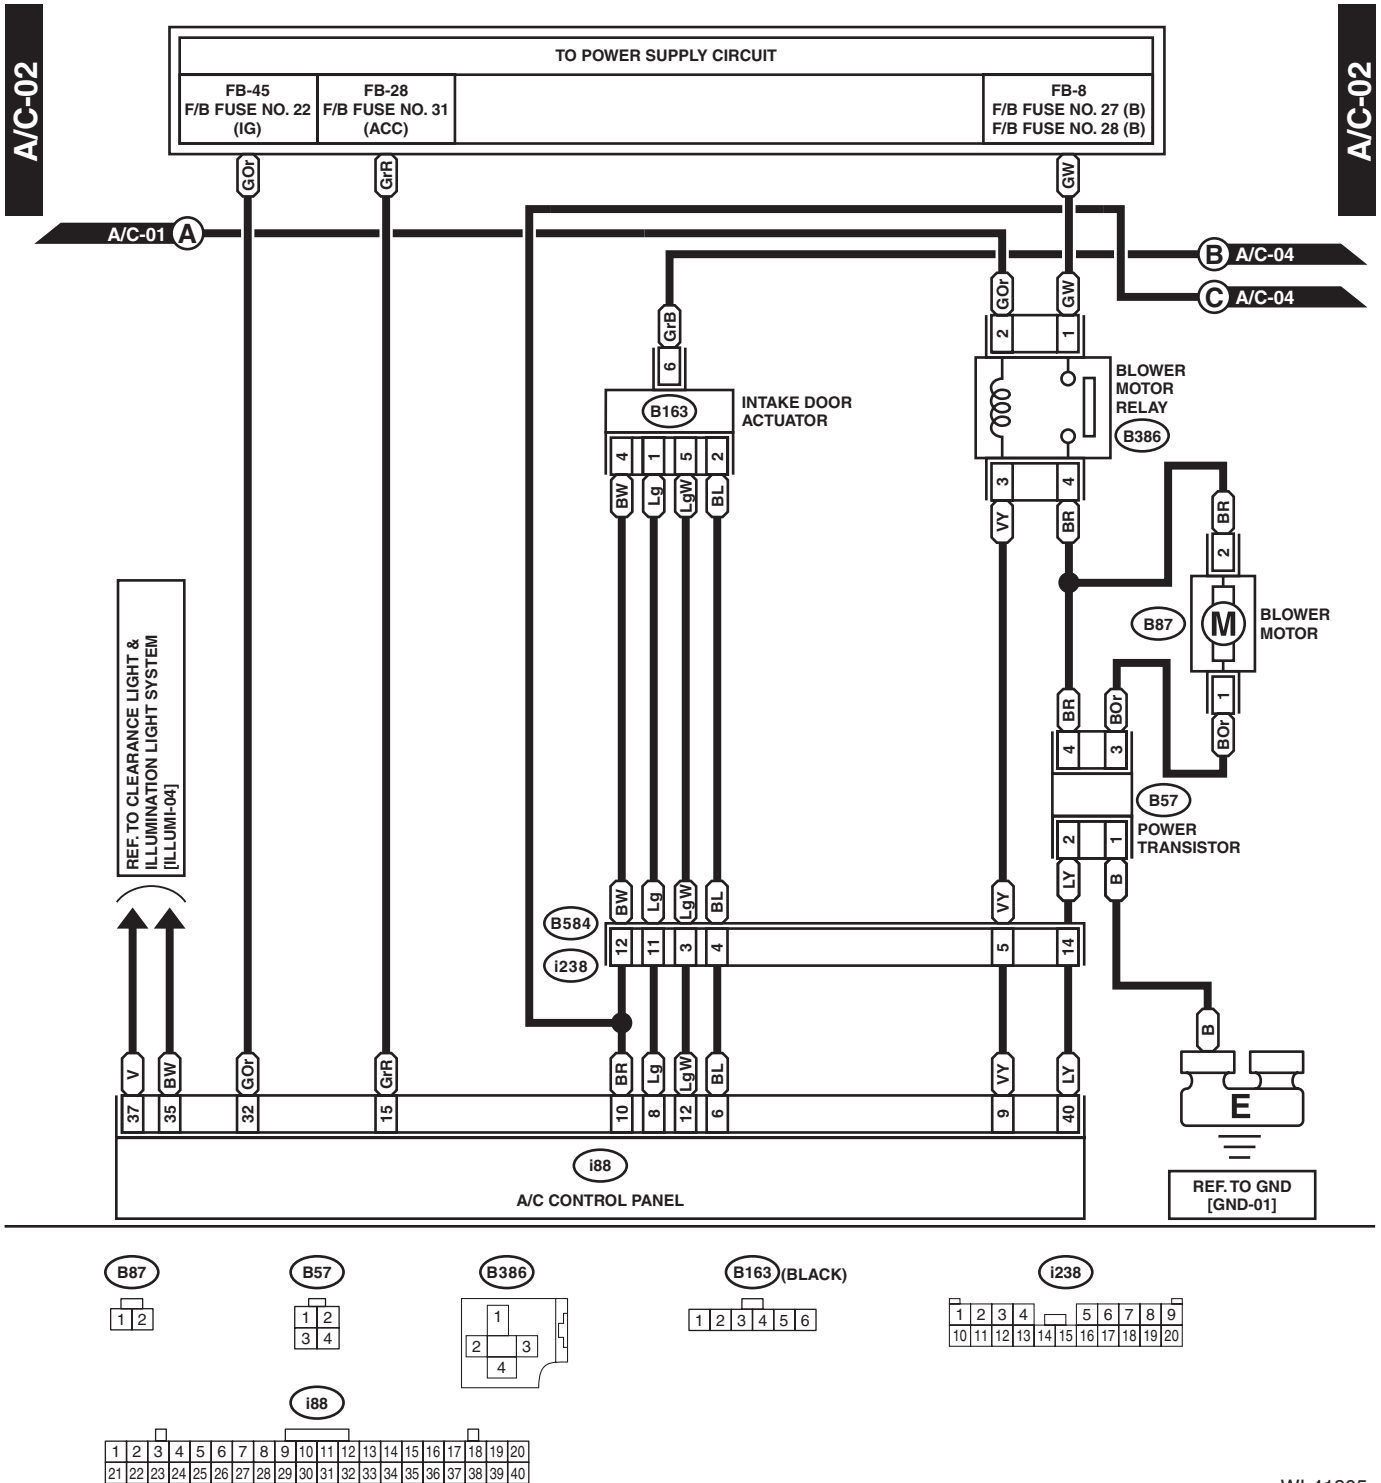 A/C-02
A/C-02
TO POWER SUPPLY CIRCUIT
FB-45
F/B FUSE NO. 22
(IG)
FB-28
F/B FUSE NO. 31
(ACC)
FB-8
F/B FUSE NO. 27 (B)
F/B FUSE NO. 28 (B)
GOr
GrR
GW
A/C-01 A
B A/C-04
C A/C-04
GrB
GOr
GW
6
2
1
B163
INTAKE DOOR
ACTUATOR
BLOWER
MOTOR
RELAY
B386
4 1 5 2
BW Lg LgW BL
3 4
VY BR
BR
2
B87
M
BLOWER
MOTOR
1
BOr
BR BOr
4 3
B57
POWER
TRANSISTOR
2 1
LY B
REF. TO CLEARANCE LIGHT &
ILLUMINATION LIGHT SYSTEM
[ILLUMI-04]
BW Lg LgW BL VY
B584
12 11 3 4 5 14
i238
B
V BW GOr GrR BR Lg LgW BL VY LY
37 35 32 15 10 8 12 6 9 40
E
i88
A/C CONTROL PANEL
REF. TO GND
[GND-01]
B87
1 2
B57
1 2
3 4
B386
1
2 3
4
B163 (BLACK)
1 2 3 4 5 6
i238
1 2 3 4 5 6 7 8 9
10 11 12 13 14 15 16 17 18 19 20
i88
1 2 3 4 5 6 7 8 9 10 11 12 13 14 15 16 17 18 19 20
21 22 23 24 25 26 27 28 29 30 31 32 33 34 35 36 37 38 39 40